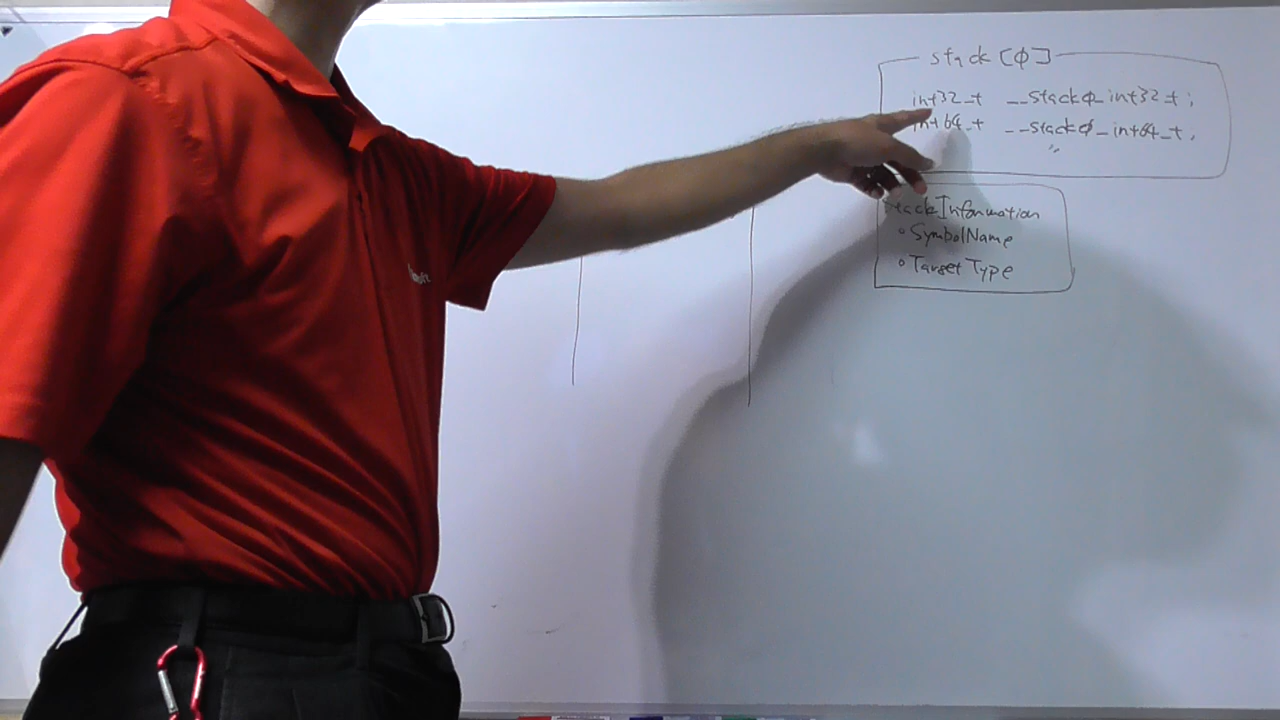 stack [φ]
int32_t __stackφ_int32_t;
int64_t __stackφ_int64_t;
〃
StackInformation
• SymbolName
• TargetType